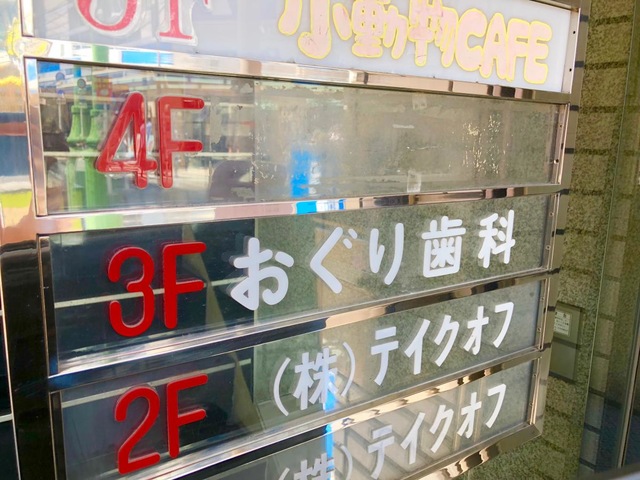 小動物CAFE
4F
3F おぐり歯科
2F (株)テイクオフ
(株)テイクオフ